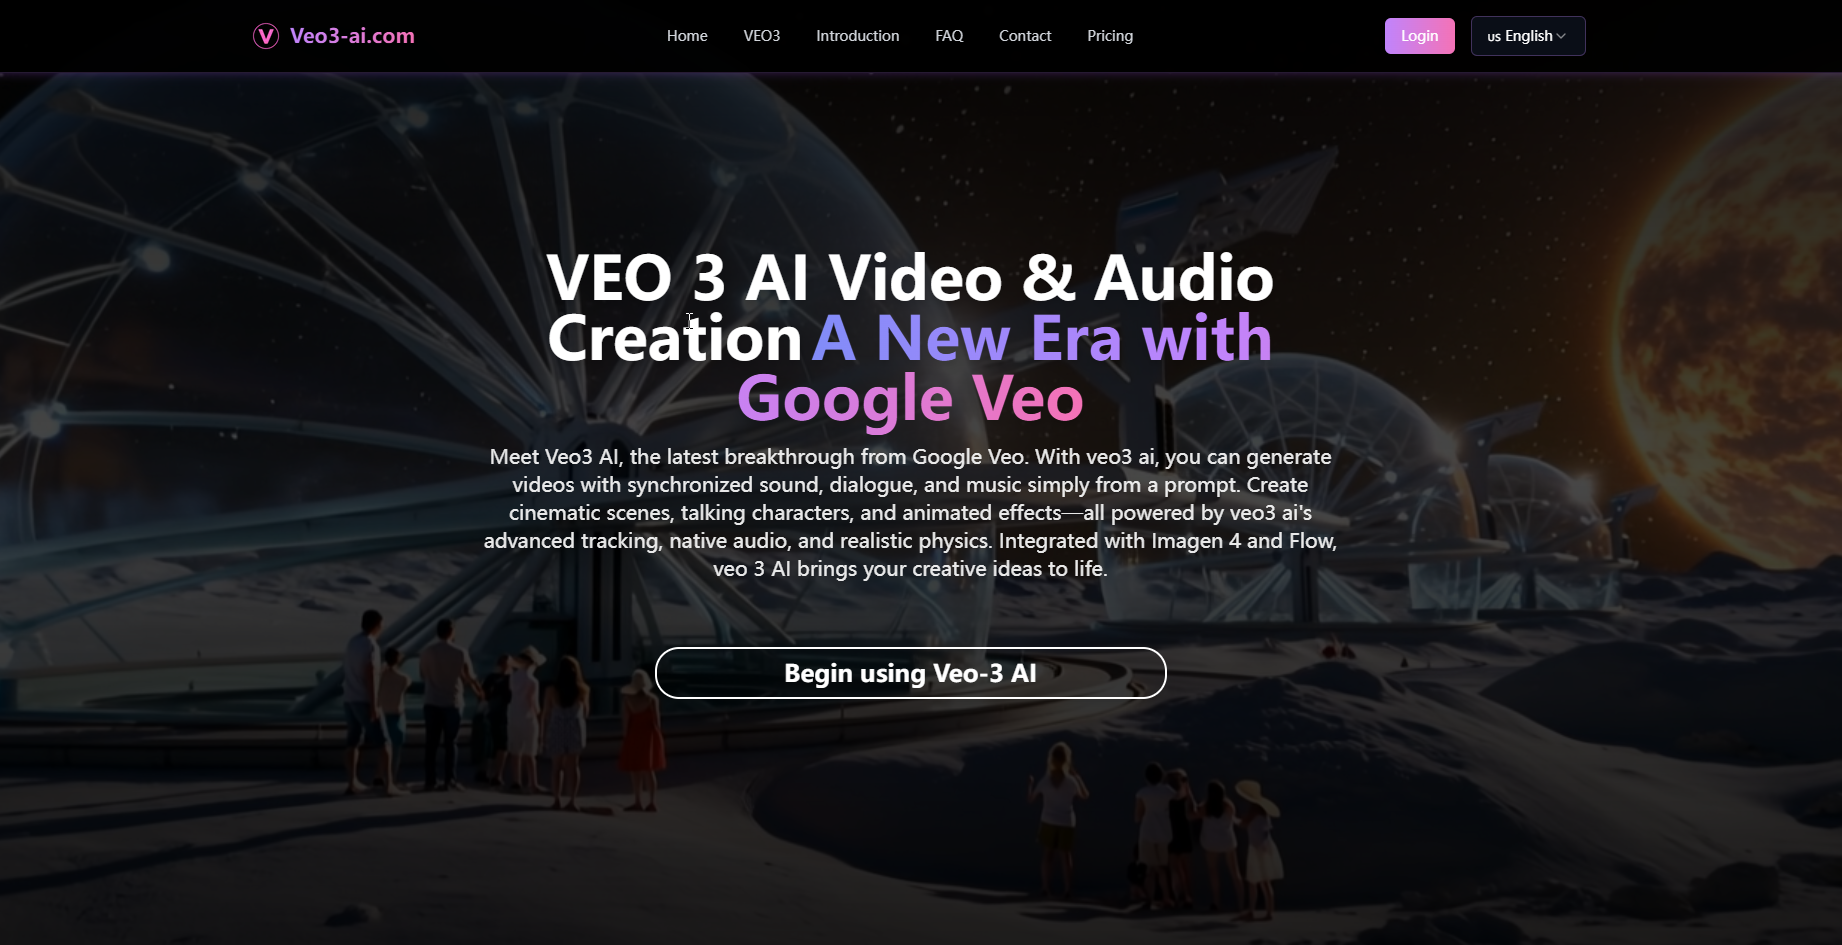 V Veo3-ai.com
Home VEO3 Introduction FAQ Contact Pricing
Login
us English
VEO 3 AI Video & Audio
Creation A New Era with
Google Veo
Meet Veo3 AI, the latest breakthrough from Google Veo. With veo3 ai, you can generate
videos with synchronized sound, dialogue, and music simply from a prompt. Create
cinematic scenes, talking characters, and animated effects—all powered by veo3 ai's
advanced tracking, native audio, and realistic physics. Integrated with Imagen 4 and Flow,
veo 3 AI brings your creative ideas to life.
Begin using Veo-3 AI